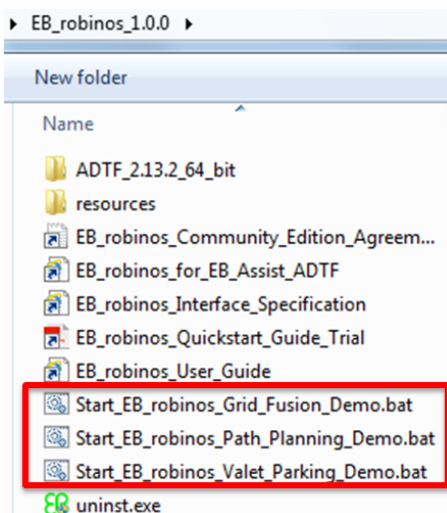 EB_robinos_1.0.0
New folder
Name
ADTF_2.13.2_64_bit
resources
EB_robinos_Community_Edition_Agreem...
EB_robinos_for_EB_Assist_ADTF
EB_robinos_Interface_Specification
EB_robinos_Quickstart_Guide_Trial
EB_robinos_User_Guide
Start_EB_robinos_Grid_Fusion_Demo.bat
Start_EB_robinos_Path_Planning_Demo.bat
Start_EB_robinos_Valet_Parking_Demo.bat
uninst.exe